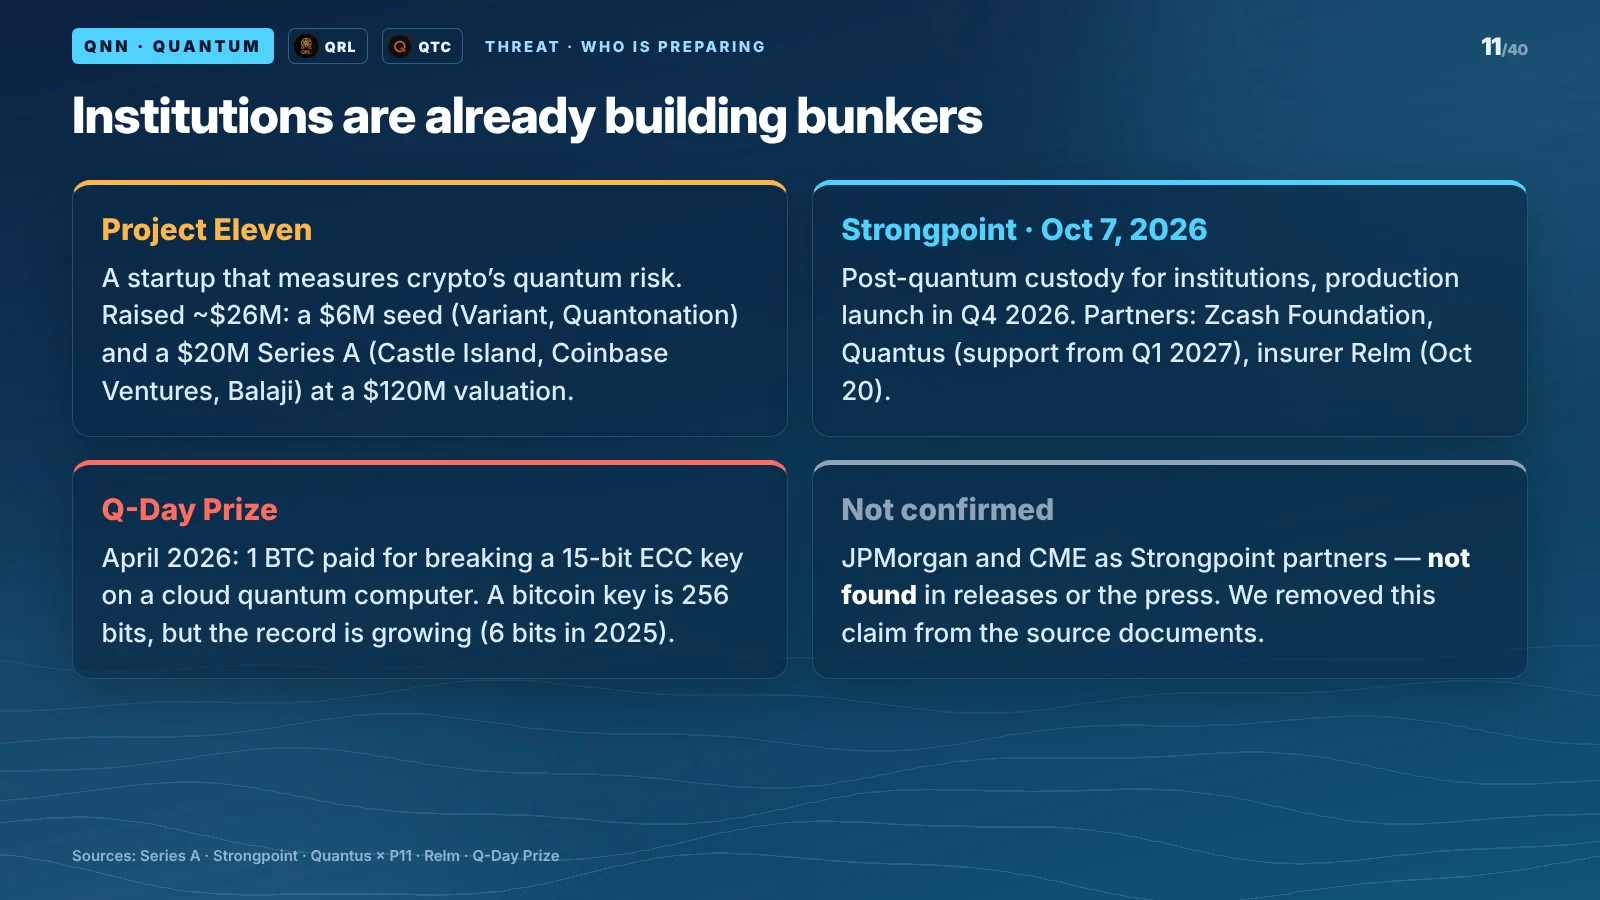 QNN · QUANTUM
QRL
QTC
THREAT · WHO IS PREPARING
11/40
Institutions are already building bunkers
Project Eleven
A startup that measures crypto’s quantum risk.
Raised ~$26M: a $6M seed (Variant, Quantonation)
and a $20M Series A (Castle Island, Coinbase
Ventures, Balaji) at a $120M valuation.
Strongpoint · Oct 7, 2026
Post-quantum custody for institutions, production
launch in Q4 2026. Partners: Zcash Foundation,
Quantus (support from Q1 2027), insurer Relm (Oct
20).
Q-Day Prize
April 2026: 1 BTC paid for breaking a 15-bit ECC key
on a cloud quantum computer. A bitcoin key is 256
bits, but the record is growing (6 bits in 2025).
Not confirmed
JPMorgan and CME as Strongpoint partners — not
found in releases or the press. We removed this
claim from the source documents.
Sources: Series A · Strongpoint · Quantus × P11 · Relm · Q-Day Prize